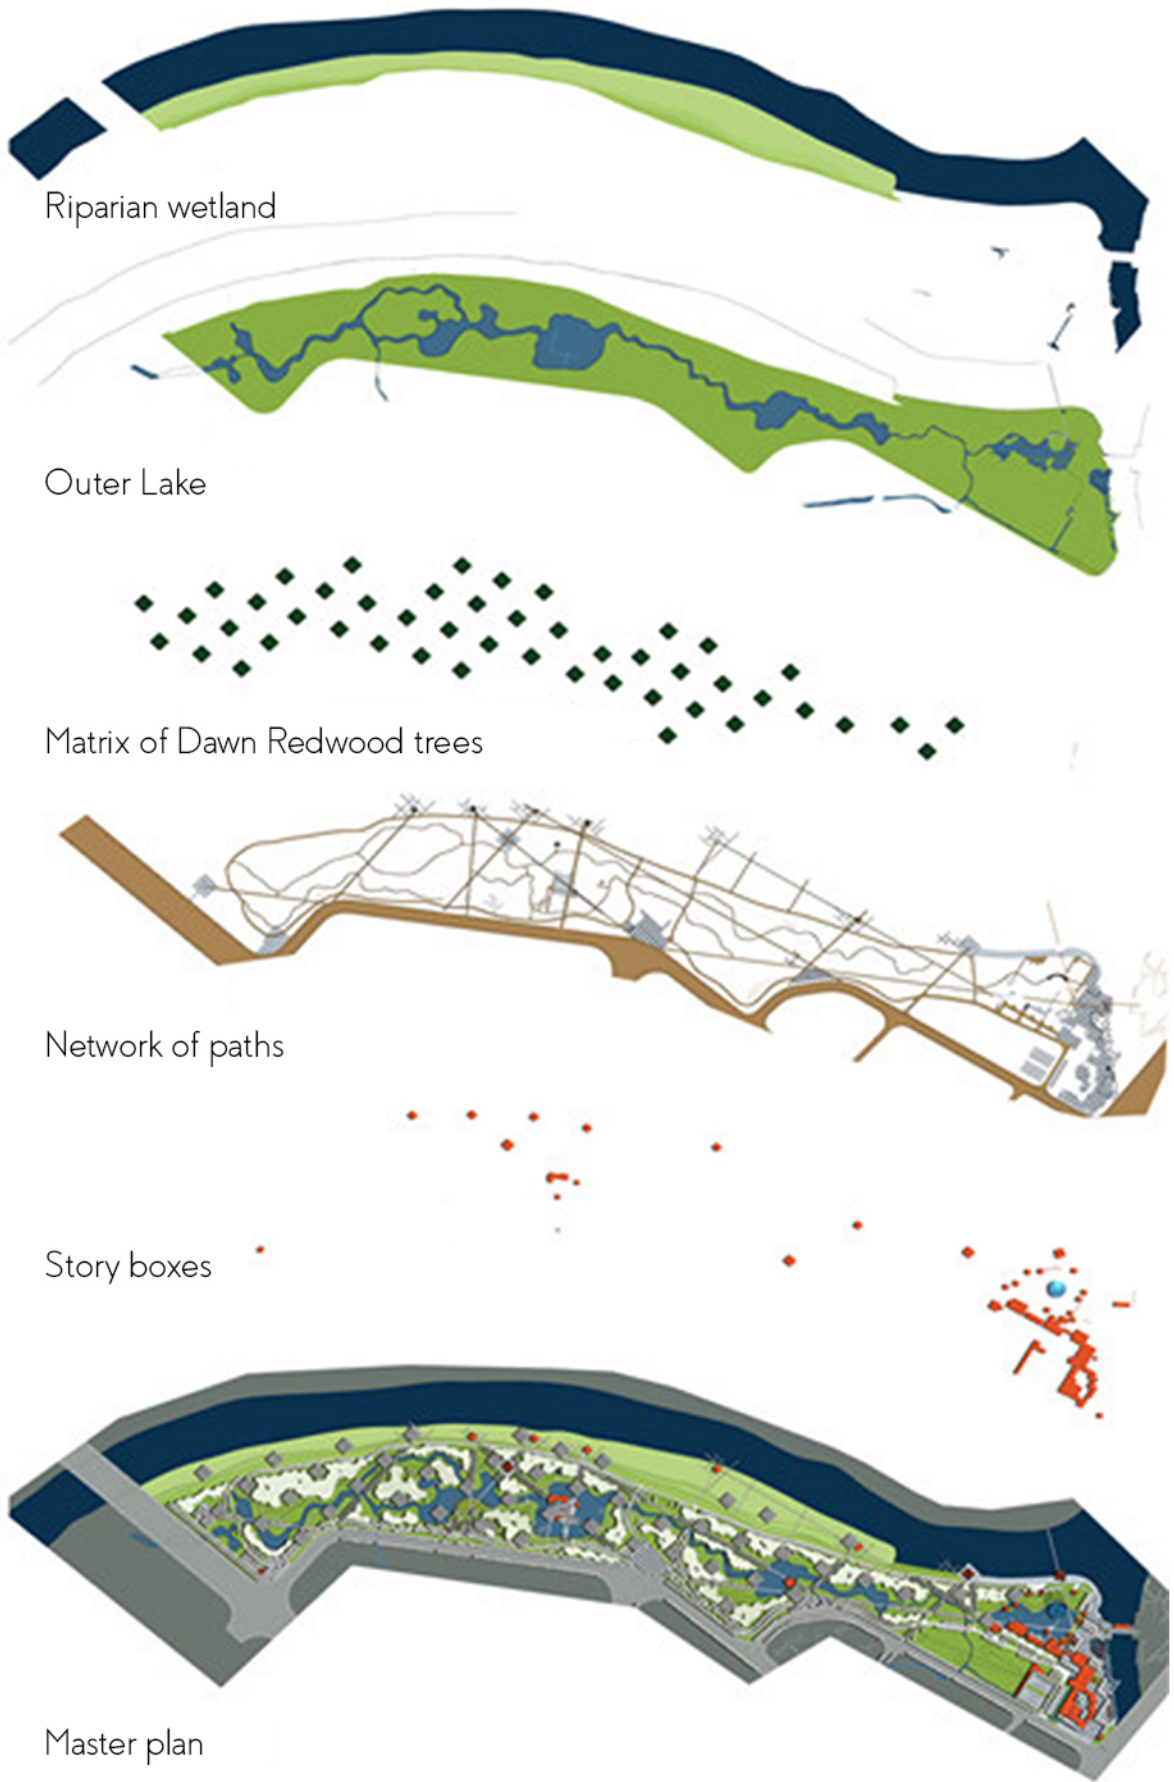 Riparian wetland
Outer Lake
Matrix of Dawn Redwood trees
Network of paths
Story boxes
Master plan